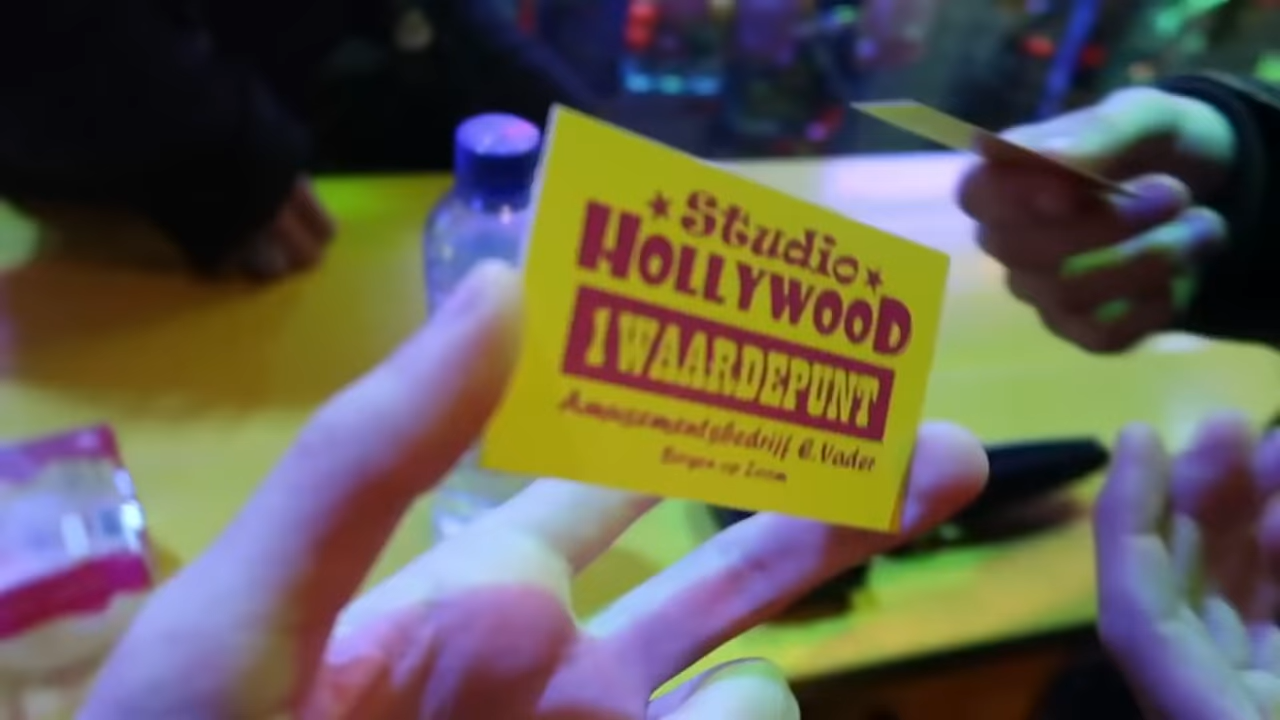 Studio
HOLLYWOOD
1 WAARDEPUNT
Amusementsbedrijf E. Vader
Bergen op Zoom